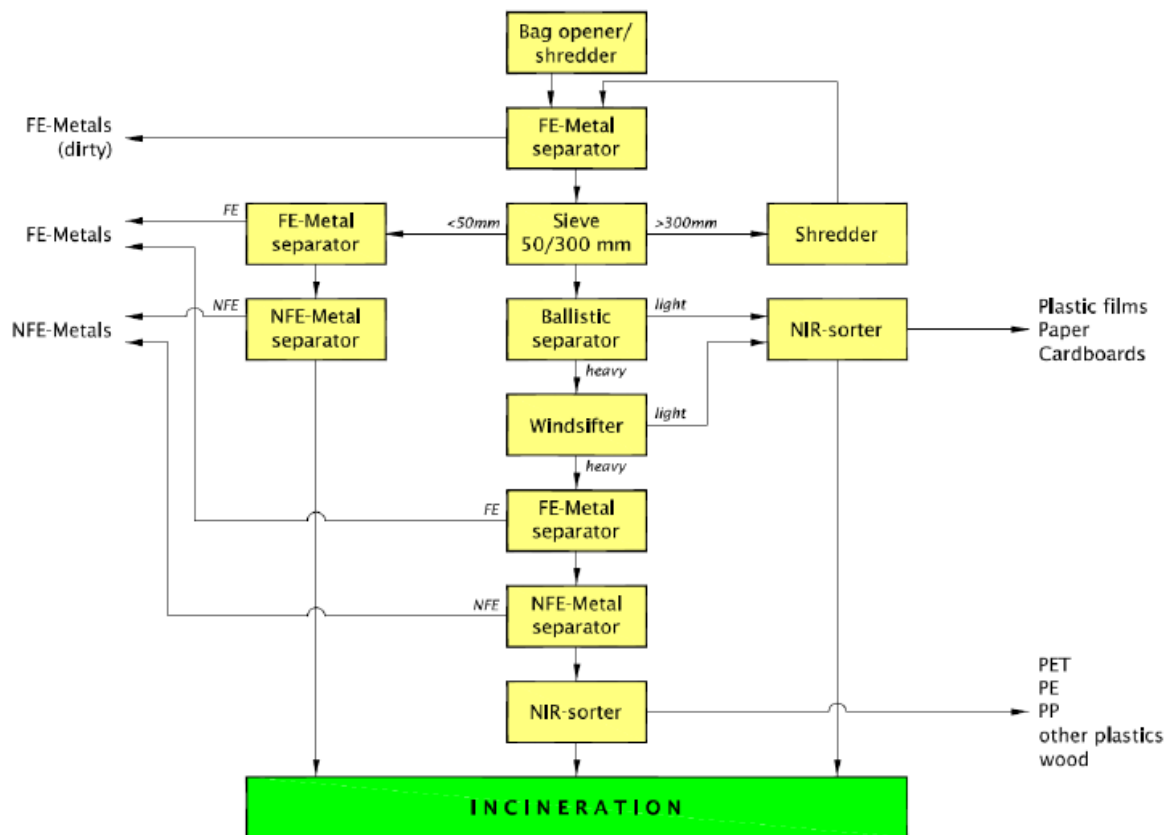 Bag opener/
shredder
FE-Metals
(dirty)
FE-Metal
separator
FE
<50mm
>300mm
FE-Metals
FE-Metal
separator
Sieve
50/300 mm
Shredder
NFE
light
NFE-Metals
NFE-Metal
separator
Ballistic
separator
NIR-sorter
Plastic films
Paper
Cardboards
heavy
Windsifter
light
heavy
FE
FE-Metal
separator
NFE
NFE-Metal
separator
NIR-sorter
PET
PE
PP
other plastics
wood
INCINERATION